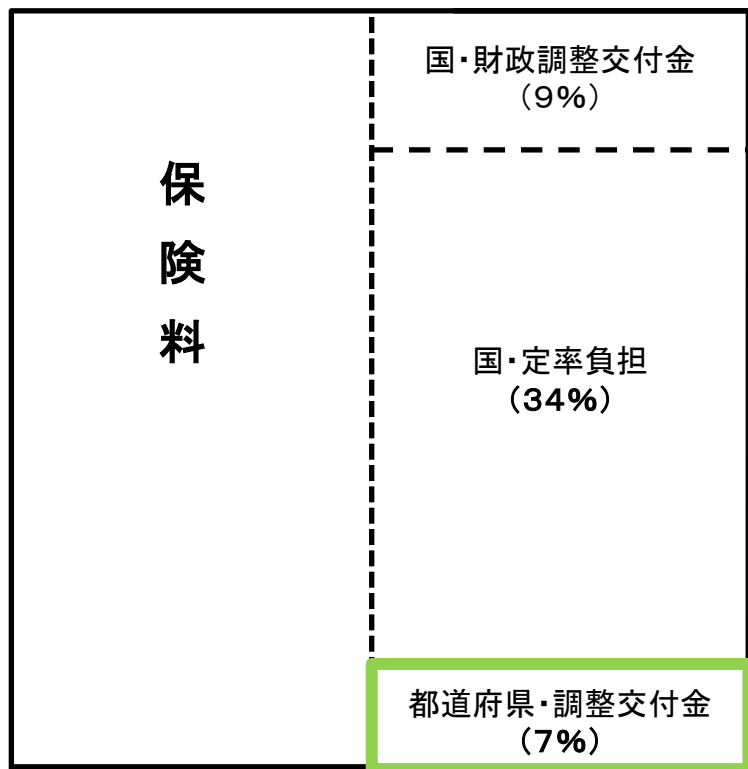 保
険
料
国・財政調整交付金
（9%）
国・定率負担
（34%）
都道府県・調整交付金
（7%）